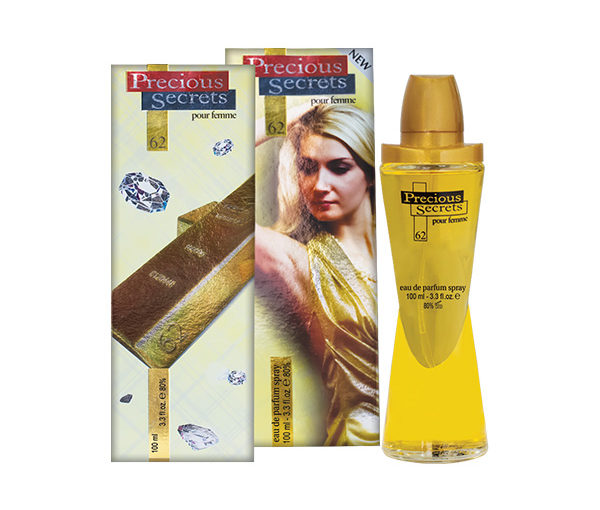 Precious
Secrets
pour femme
62
62
100 ml 3.3 fl.oz. ℮ 80%
NEW
Precious
Secrets
pour femme
62
eau de parfum spray
100 ml - 3.3 fl.oz. ℮ 80%
Precious
Secrets
pour femme
62
eau de parfum spray
100 ml - 3.3 fl.oz. ℮
80%